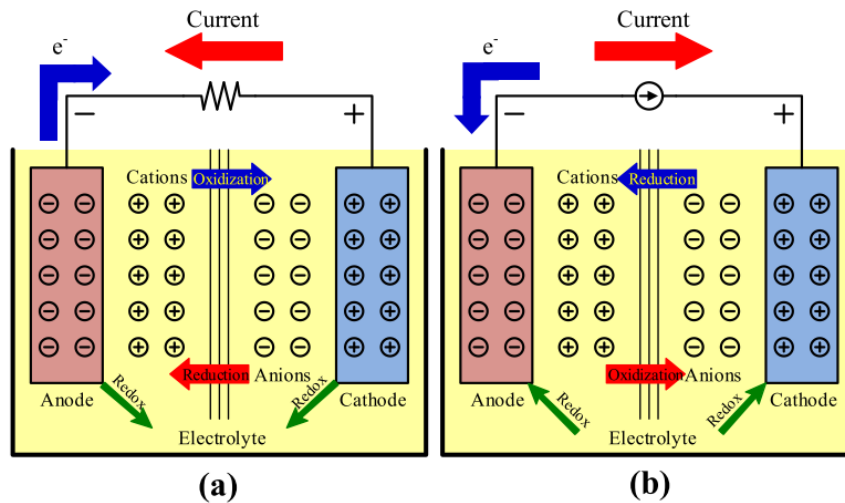 Current
e-
− +
Cations Oxidization
Reduction Anions
Anode Redox Redox Cathode
Electrolyte
(a)
Current
e-
− +
Cations Reduction
Oxidization Anions
Anode Redox Redox Cathode
Electrolyte
(b)